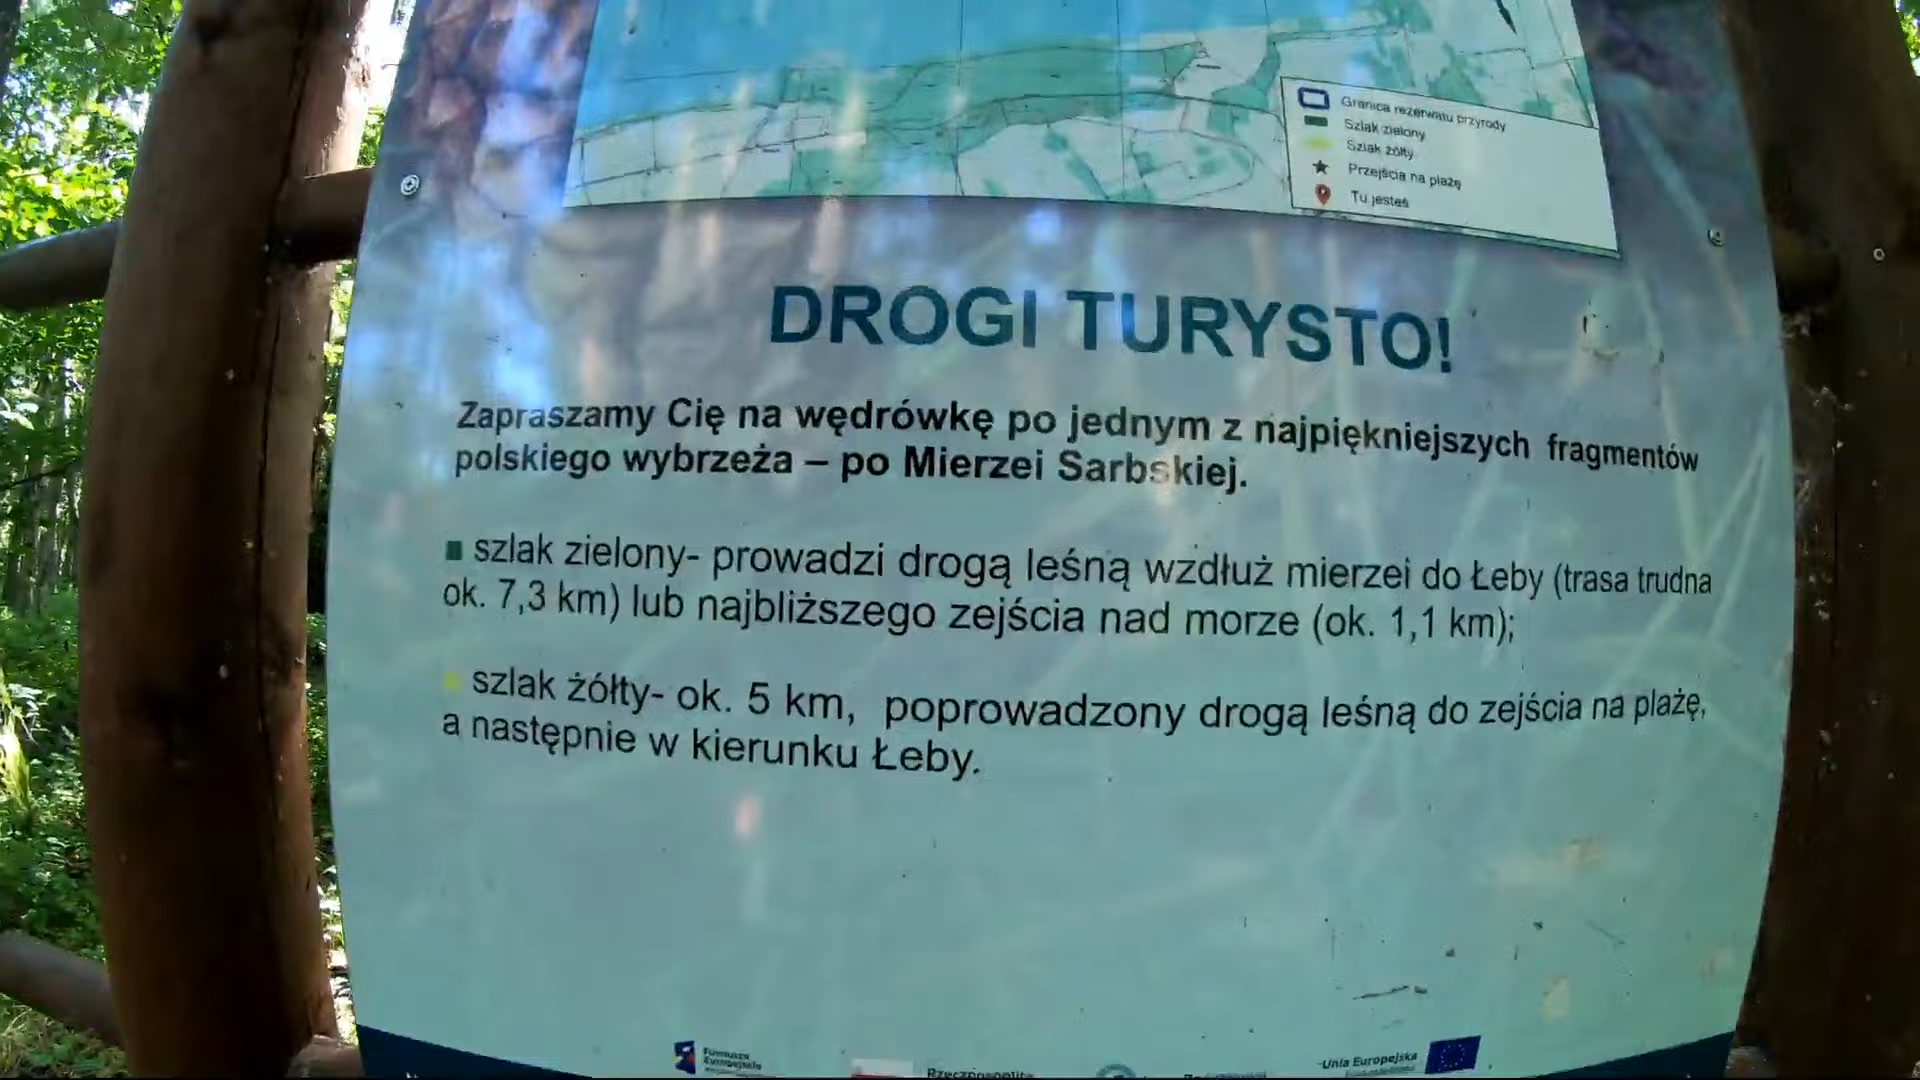 Granica rezerwatu przyrody
Szlak zielony
Szlak żółty
Przejścia na plażę
Tu jesteś
DROGI TURYSTO!
Zapraszamy Cię na wędrówkę po jednym z najpiękniejszych fragmentów
polskiego wybrzeża – po Mierzei Sarbskiej.
szlak zielony- prowadzi drogą leśną wzdłuż mierzei do Łeby (trasa trudna
ok. 7,3 km) lub najbliższego zejścia nad morze (ok. 1,1 km);
szlak żółty- ok. 5 km, poprowadzony drogą leśną do zejścia na plażę,
a następnie w kierunku Łeby.
Fundusze
Europejskie
Rzeczpospolita
Unia Europejska